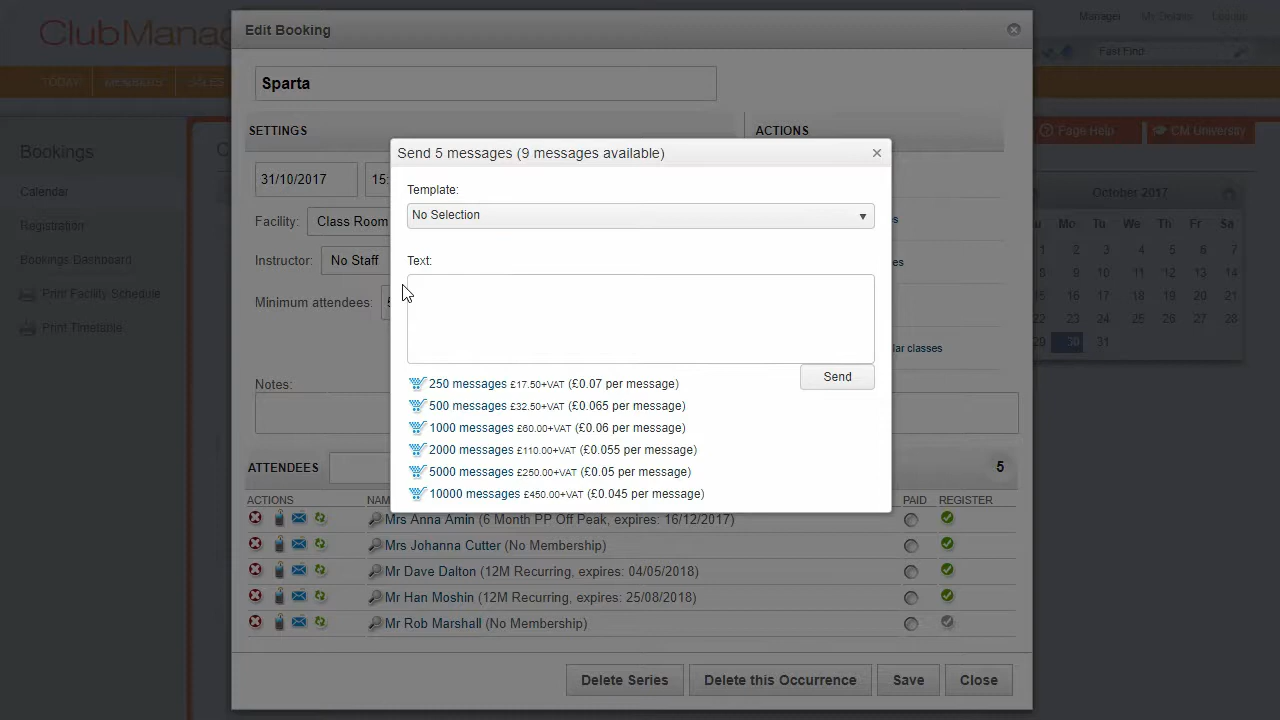 Edit Booking
ClubManag
Manager My Details Log out
Fast Find:
TODAY MEMBERS SALES
Sparta
SETTINGS
ACTIONS
Page Help
CM University
Bookings
Calendar
Registration
Bookings Dashboard
Print Facility Schedule
Print Timetable
31/10/2017
15:
Facility: Class Room
Instructor: No Staff
Minimum attendees: 5
Notes:
es
es
lar classes
October 2017
u Mo Tu We Th Fr Sa
1 2 3 4 5 6 7
8 9 10 11 12 13 14
15 16 17 18 19 20 21
22 23 24 25 26 27 28
29 30 31
Send 5 messages (9 messages available)
Template:
No Selection
Text:
Send
250 messages £17.50+VAT (£0.07 per message)
500 messages £32.50+VAT (£0.065 per message)
1000 messages £60.00+VAT (£0.06 per message)
2000 messages £110.00+VAT (£0.055 per message)
5000 messages £250.00+VAT (£0.05 per message)
10000 messages £450.00+VAT (£0.045 per message)
ATTENDEES
5
ACTIONS NAM PAID REGISTER
Mrs Anna Amin (6 Month PP Off Peak, expires: 16/12/2017)
Mrs Johanna Cutter (No Membership)
Mr Dave Dalton (12M Recurring, expires: 04/05/2018)
Mr Han Moshin (12M Recurring, expires: 25/08/2018)
Mr Rob Marshall (No Membership)
Delete Series
Delete this Occurrence
Save
Close